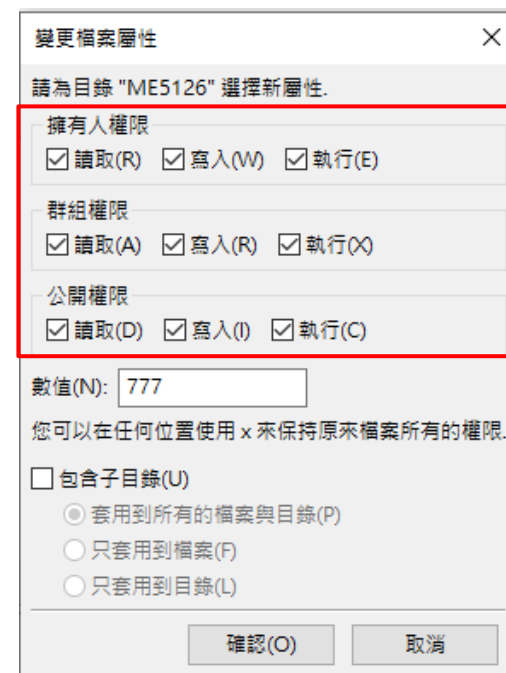 變更檔案屬性
請為目錄 "ME5126" 選擇新屬性.
擁有人權限
讀取(R) 寫入(W) 執行(E)
群組權限
讀取(A) 寫入(R) 執行(X)
公開權限
讀取(D) 寫入(I) 執行(C)
數值(N): 777
您可以在任何位置使用 x 來保持原來檔案所有的權限.
包含子目錄(U)
套用到所有的檔案與目錄(P)
只套用到檔案(F)
只套用到目錄(L)
確認(O) 取消